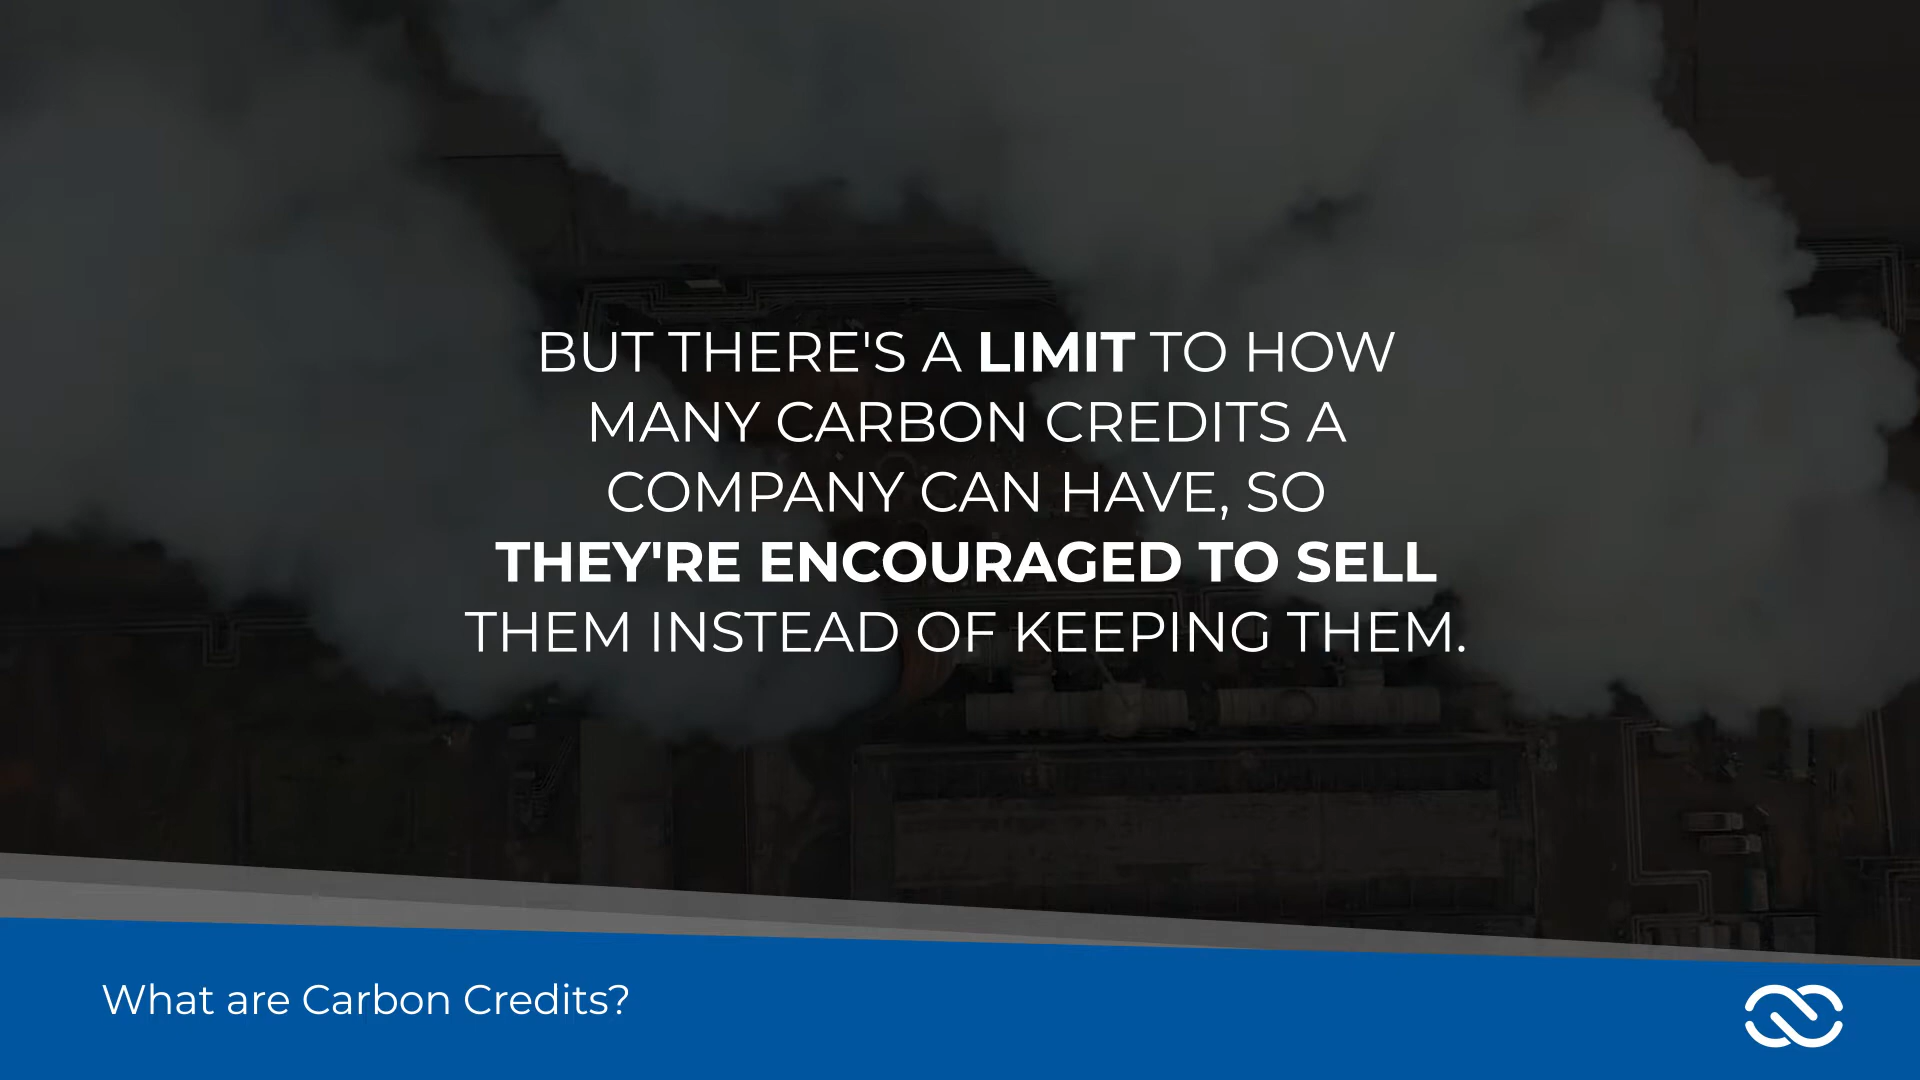 BUT THERE'S A LIMIT TO HOW
MANY CARBON CREDITS A
COMPANY CAN HAVE, SO
THEY'RE ENCOURAGED TO SELL
THEM INSTEAD OF KEEPING THEM.
What are Carbon Credits?